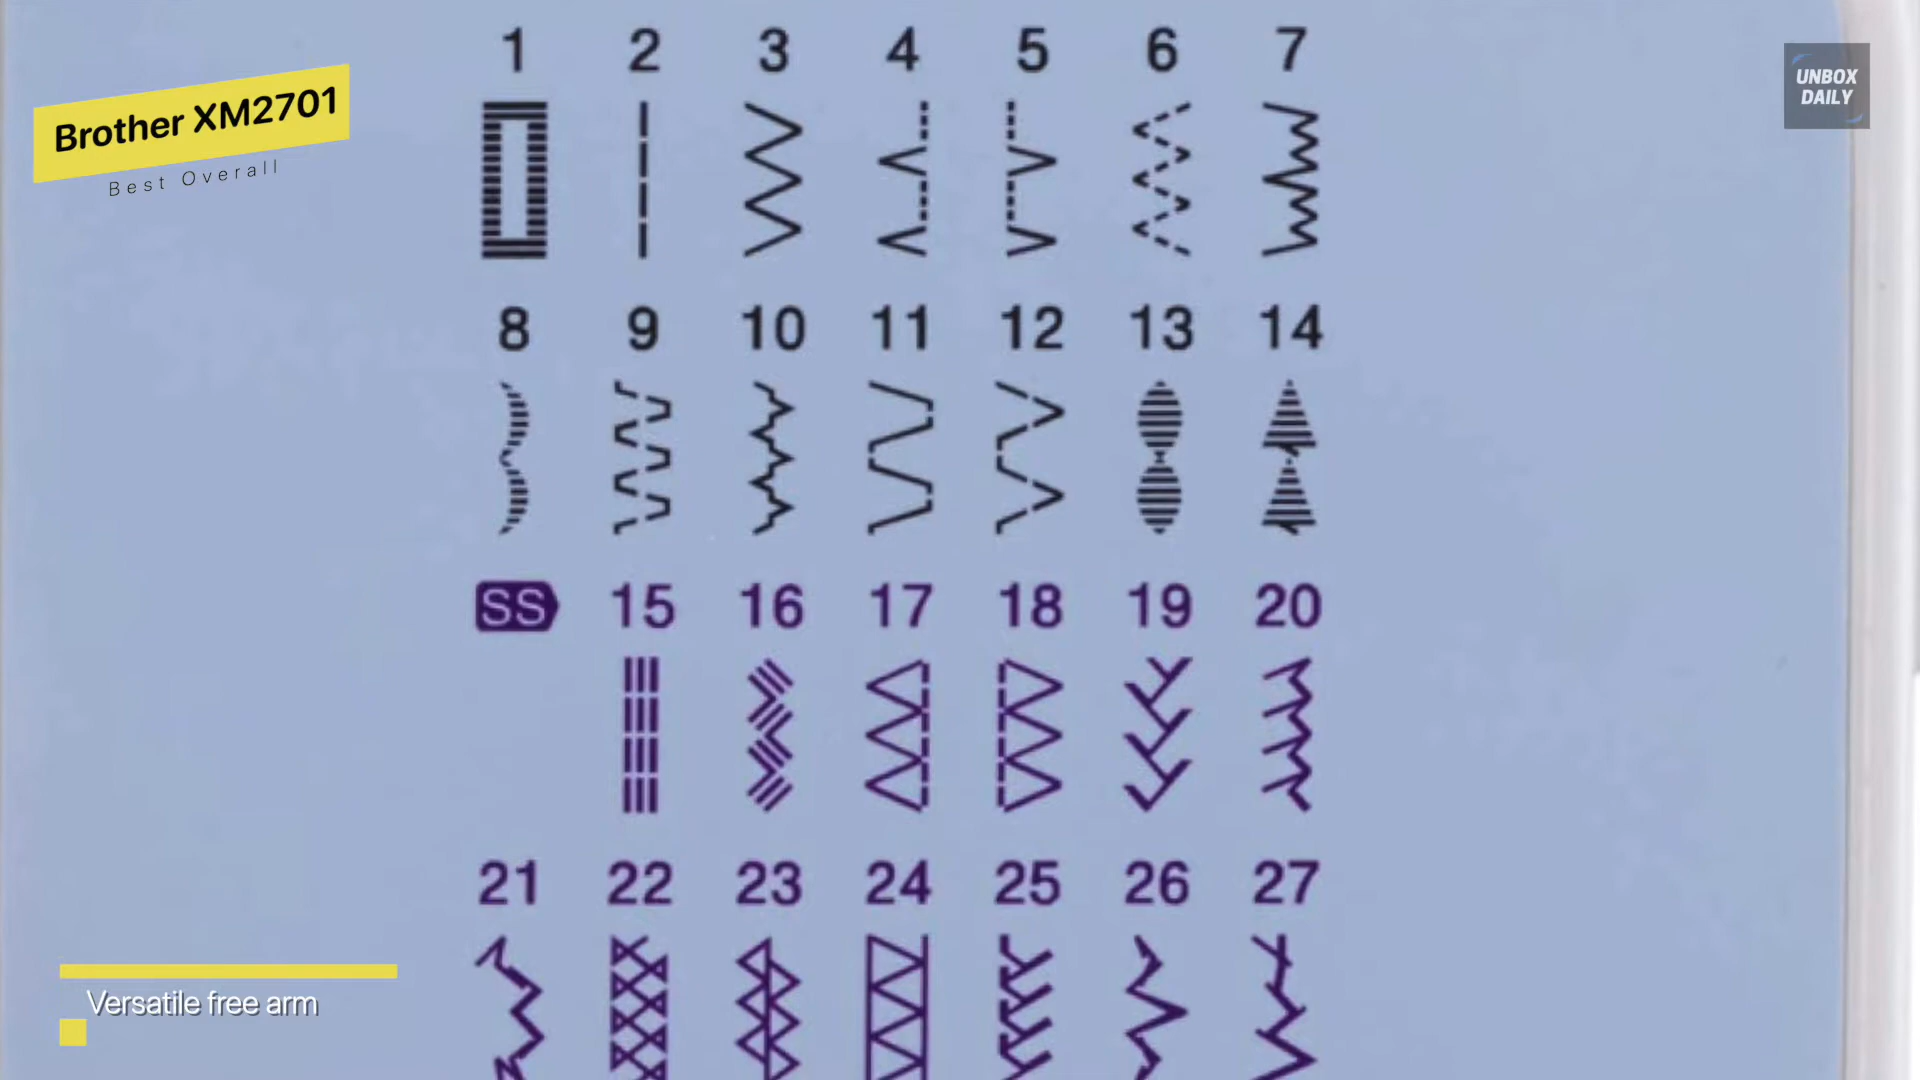 1 2 3 4 5 6 7
Brother XM2701
Best Overall
UNBOX
DAILY
8 9 10 11 12 13 14
SS 15 16 17 18 19 20
21 22 23 24 25 26 27
Versatile free arm